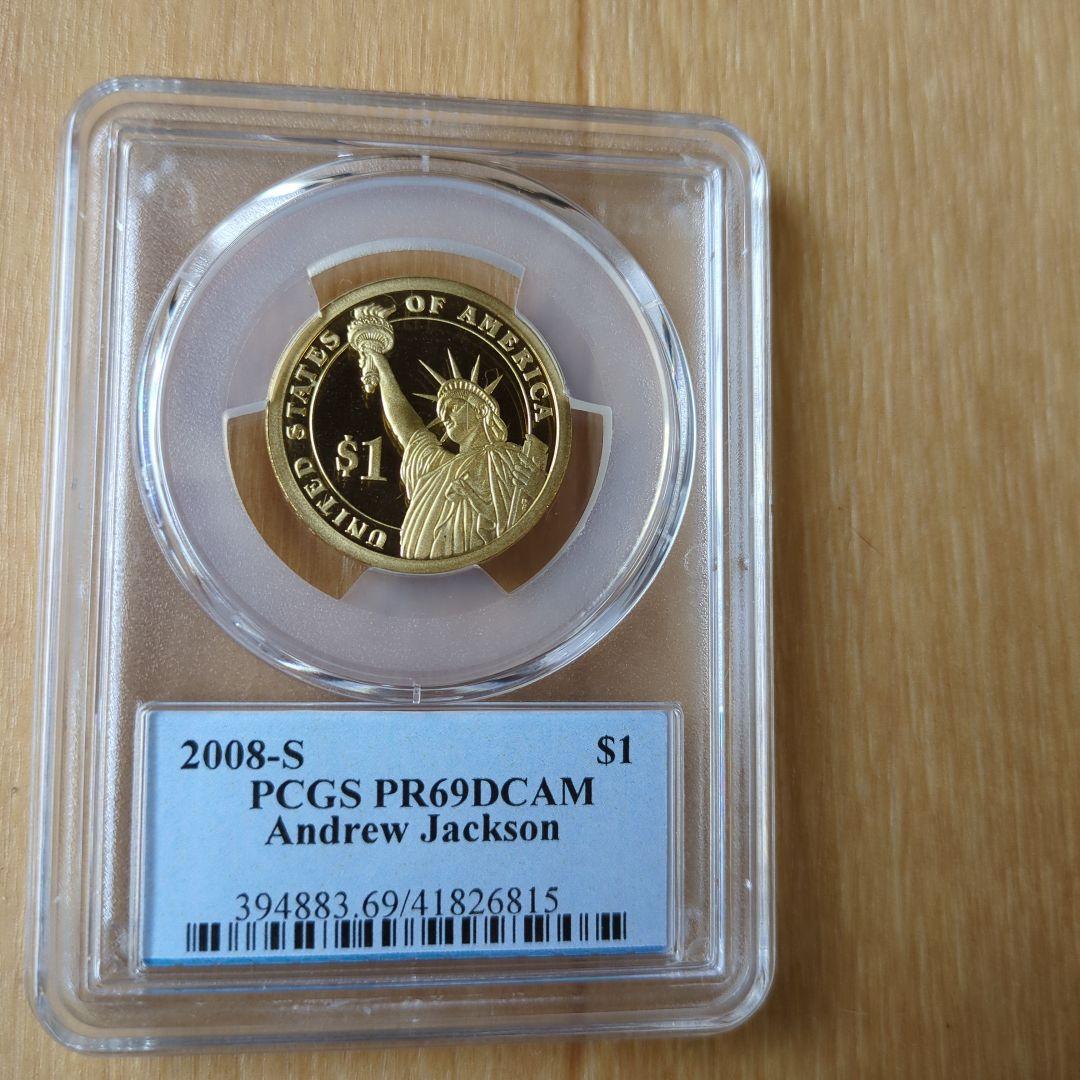 UNITED STATES OF AMERICA
$1
2008-S $1
PCGS PR69DCAM
Andrew Jackson
394883.69/41826815